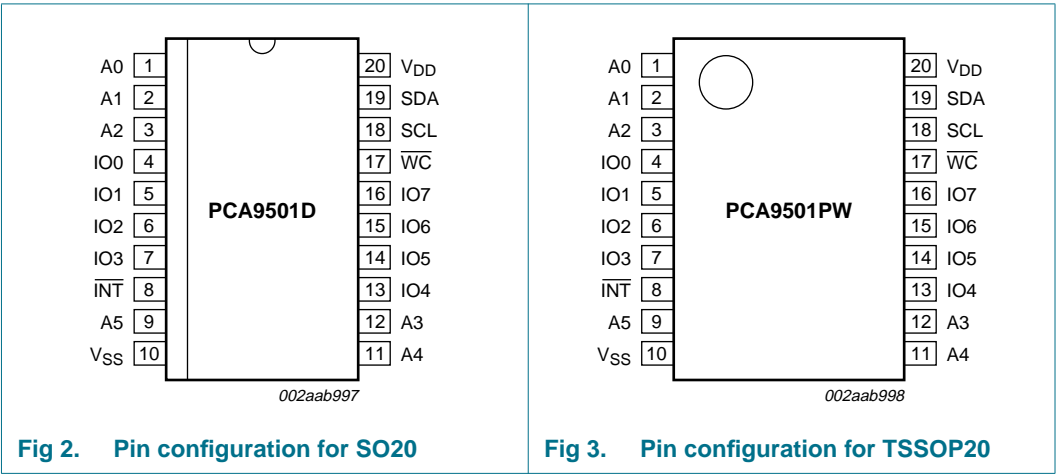 A0 1 20 VDD
A1 2 19 SDA
A2 3 18 SCL
IO0 4 17 W̅C̅
IO1 5 16 IO7
IO2 6 15 IO6
IO3 7 14 IO5
I̅N̅T̅ 8 13 IO4
A5 9 12 A3
VSS 10 11 A4
PCA9501D
002aab997
Fig 2. Pin configuration for SO20
A0 1 20 VDD
A1 2 19 SDA
A2 3 18 SCL
IO0 4 17 W̅C̅
IO1 5 16 IO7
IO2 6 15 IO6
IO3 7 14 IO5
I̅N̅T̅ 8 13 IO4
A5 9 12 A3
VSS 10 11 A4
PCA9501PW
002aab998
Fig 3. Pin configuration for TSSOP20